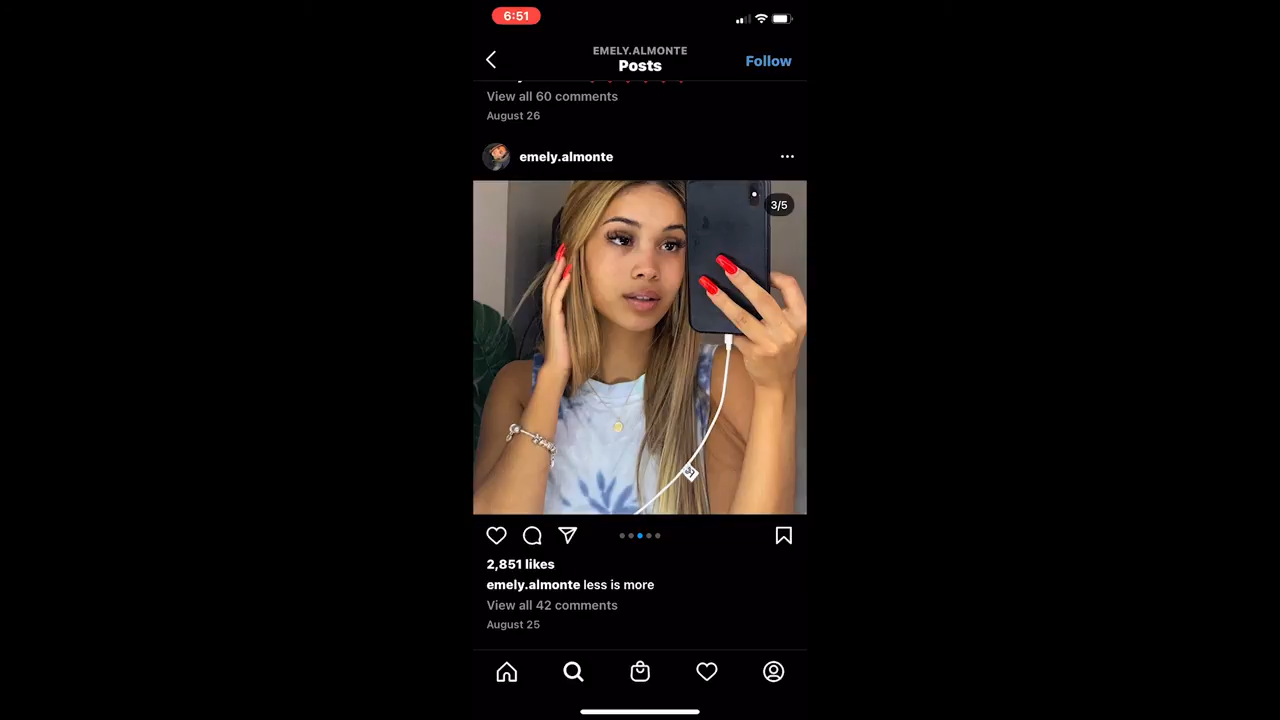 6:51
EMELY.ALMONTE
Posts
Follow
View all 60 comments
August 26
emely.almonte
3/5
2,851 likes
emely.almonte less is more
View all 42 comments
August 25